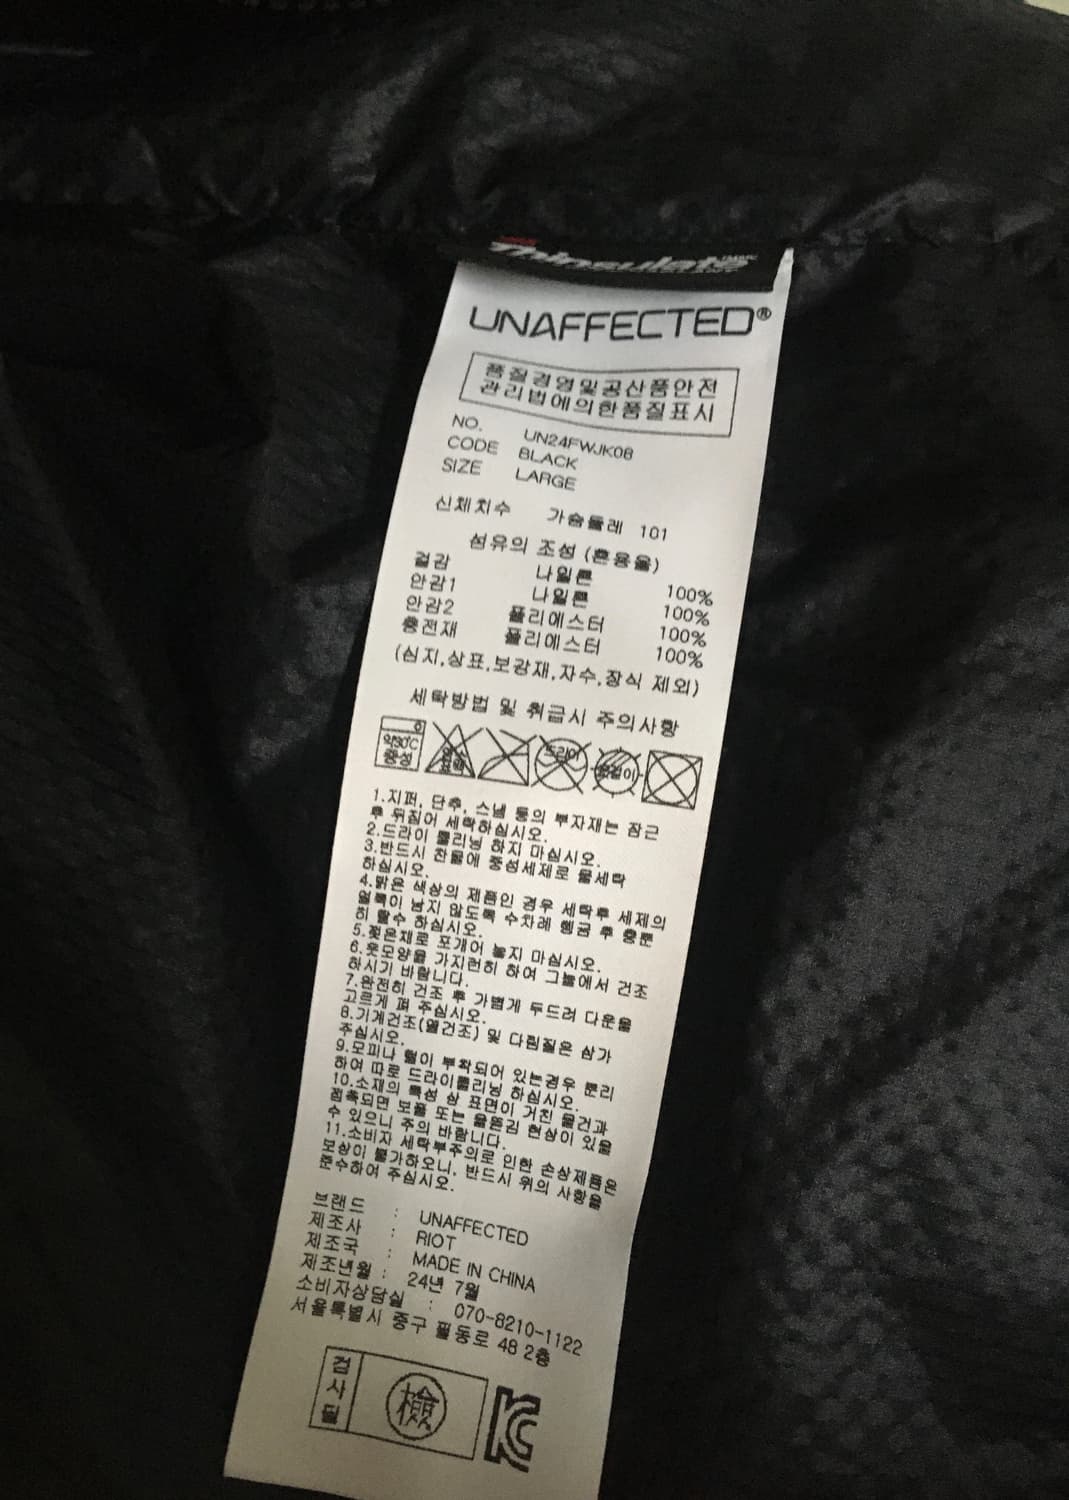 Thinsulate
UNAFFECTED®
품질경영및공산품안전
관리법에의한품질표시
NO. UN24FWJK08
CODE BLACK
SIZE LARGE
신체치수 가슴둘레 101
섬유의 조성 (혼용율)
겉감 나일론 100%
안감1 나일론 100%
안감2 폴리에스터 100%
충전재 폴리에스터 100%
(심지,상표,보강재,자수,장식 제외)
세탁방법 및 취급시 주의사항
약30℃
중성
드라이
옷걸이
1.지퍼, 단추, 스냅 등의 부자재는 잠근
후 뒤집어 세탁하십시오.
2.드라이 클리닝 하지 마십시오.
3.반드시 찬물에 중성세제로 물세탁
하십시오.
4.밝은 색상의 제품인 경우 세탁후 세제의
얼룩이 남지 않도록 수차례 헹굼 후 충분
히 탈수 하십시오.
5.젖은채로 포개어 놓지 마십시오.
6.옷모양을 가지런히 하여 그늘에서 건조
하시기 바랍니다.
7.완전히 건조 후 가볍게 두드려 다운을
고르게 펴 주십시오.
8.기계건조(열건조) 및 다림질은 삼가
주십시오.
9.모피나 털이 부착되어 있는경우 분리
하여 따로 드라이클리닝 하십시오.
10.소재의 특성 상 표면이 거친 물건과
접촉되면 보풀 또는 올뜯김 현상이 있을
수 있으니 주의 바랍니다.
11.소비자 세탁부주의로 인한 손상제품은
보상이 불가하오니, 반드시 위의 사항을
준수하여 주십시오.
브랜드 : UNAFFECTED
제조사 : RIOT
제조국 : MADE IN CHINA
제조년월 : 24년 7월
소비자상담실 : 070-8210-1122
서울특별시 중구 필동로 48 2층
검사필 檢
KC